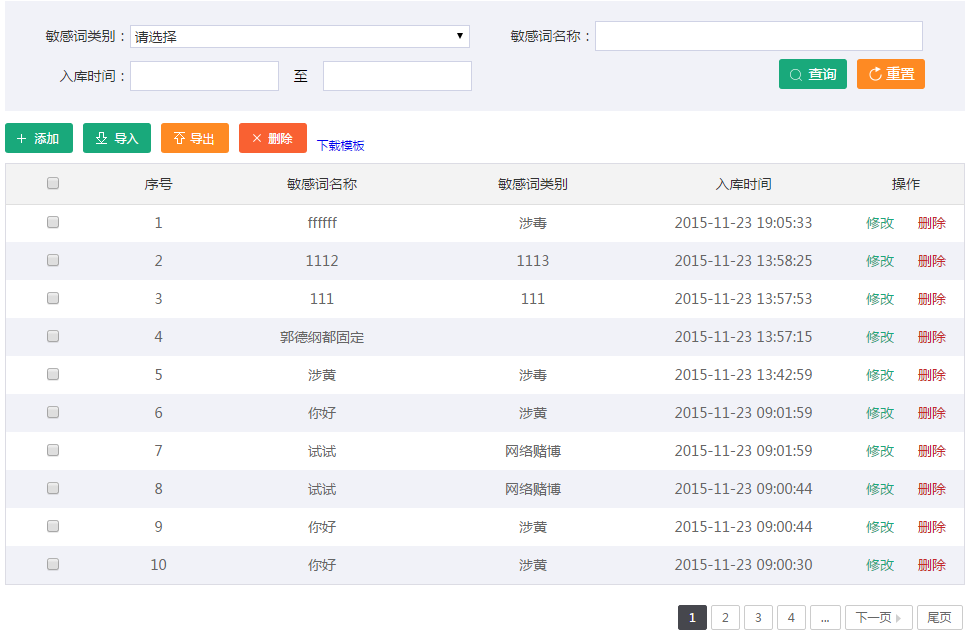 敏感词类别： 请选择 敏感词名称：
入库时间： 至 查询 重置
添加 导入 导出 删除 下载模板
序号 敏感词名称 敏感词类别 入库时间 操作
1 ffffff 涉毒 2015-11-23 19:05:33 修改 删除
2 1112 1113 2015-11-23 13:58:25 修改 删除
3 111 111 2015-11-23 13:57:53 修改 删除
4 郭德纲都固定 2015-11-23 13:57:15 修改 删除
5 涉黄 涉毒 2015-11-23 13:42:59 修改 删除
6 你好 涉黄 2015-11-23 09:01:59 修改 删除
7 试试 网络赌博 2015-11-23 09:01:59 修改 删除
8 试试 网络赌博 2015-11-23 09:00:44 修改 删除
9 你好 涉黄 2015-11-23 09:00:44 修改 删除
10 你好 涉黄 2015-11-23 09:00:30 修改 删除
1 2 3 4 ... 下一页 尾页